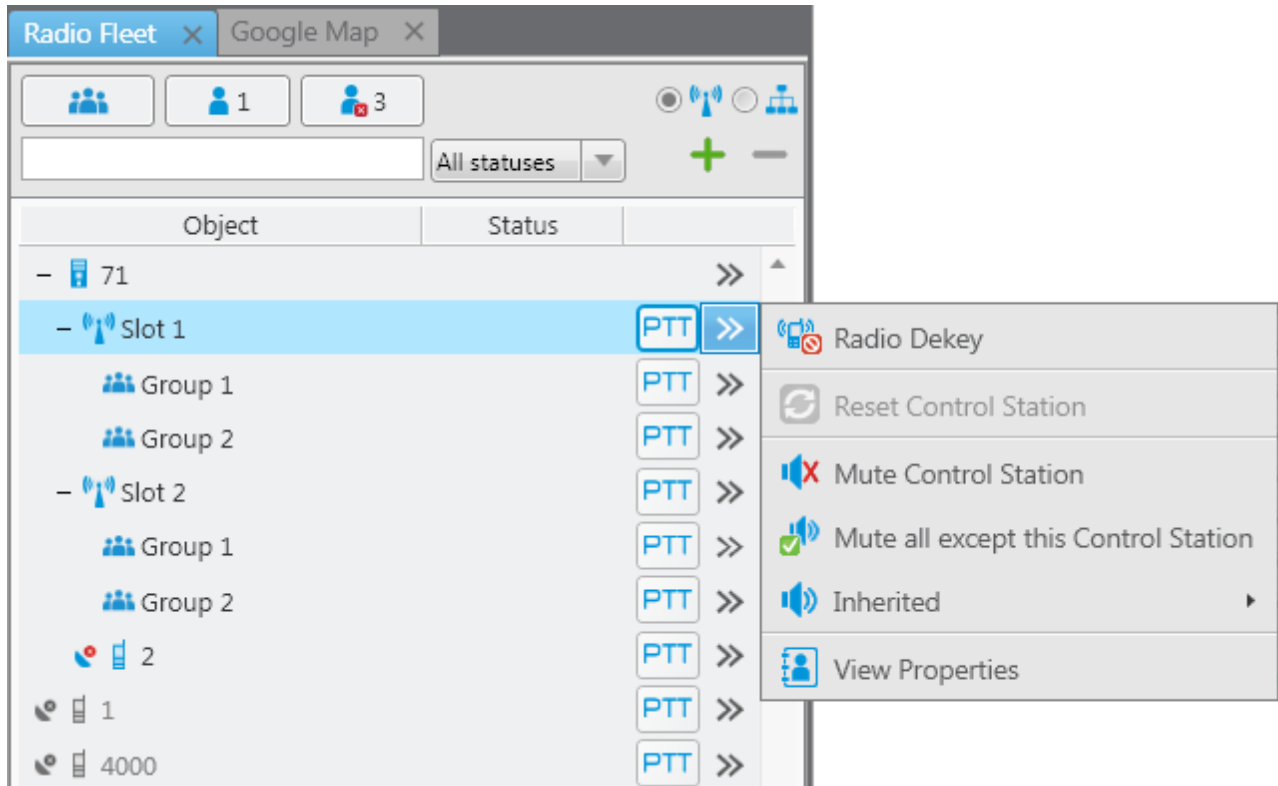 Radio Fleet
Google Map
1
3
All statuses
Object Status
71
Slot 1 PTT
Radio Dekey
Group 1 PTT
Reset Control Station
Group 2 PTT
Mute Control Station
Slot 2 PTT
Mute all except this Control Station
Group 1 PTT
Group 2 PTT
Inherited
2 PTT
View Properties
1 PTT
4000 PTT